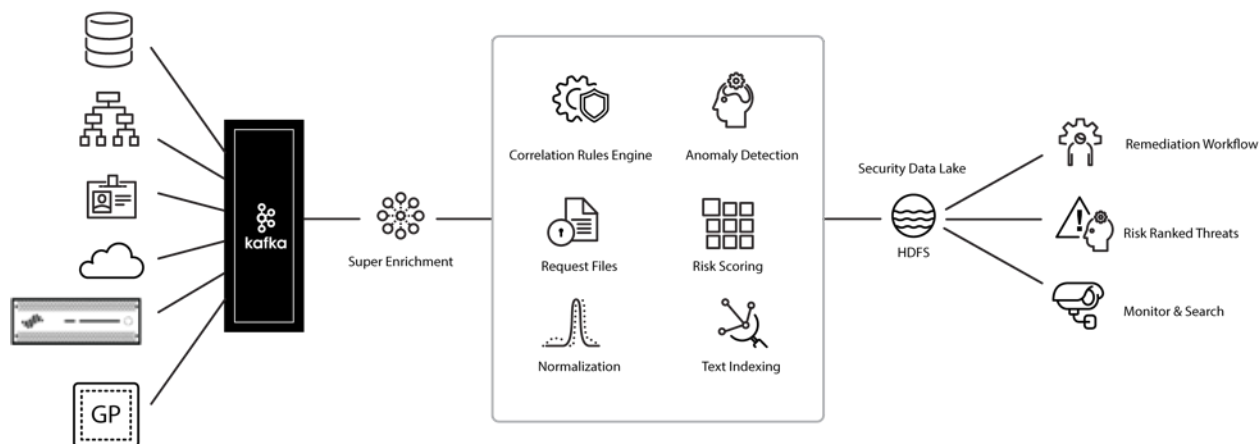 GP
kafka
Super Enrichment
Correlation Rules Engine
Anomaly Detection
Request Files
Risk Scoring
Normalization
Text Indexing
Security Data Lake
HDFS
Remediation Workflow
Risk Ranked Threats
Monitor & Search